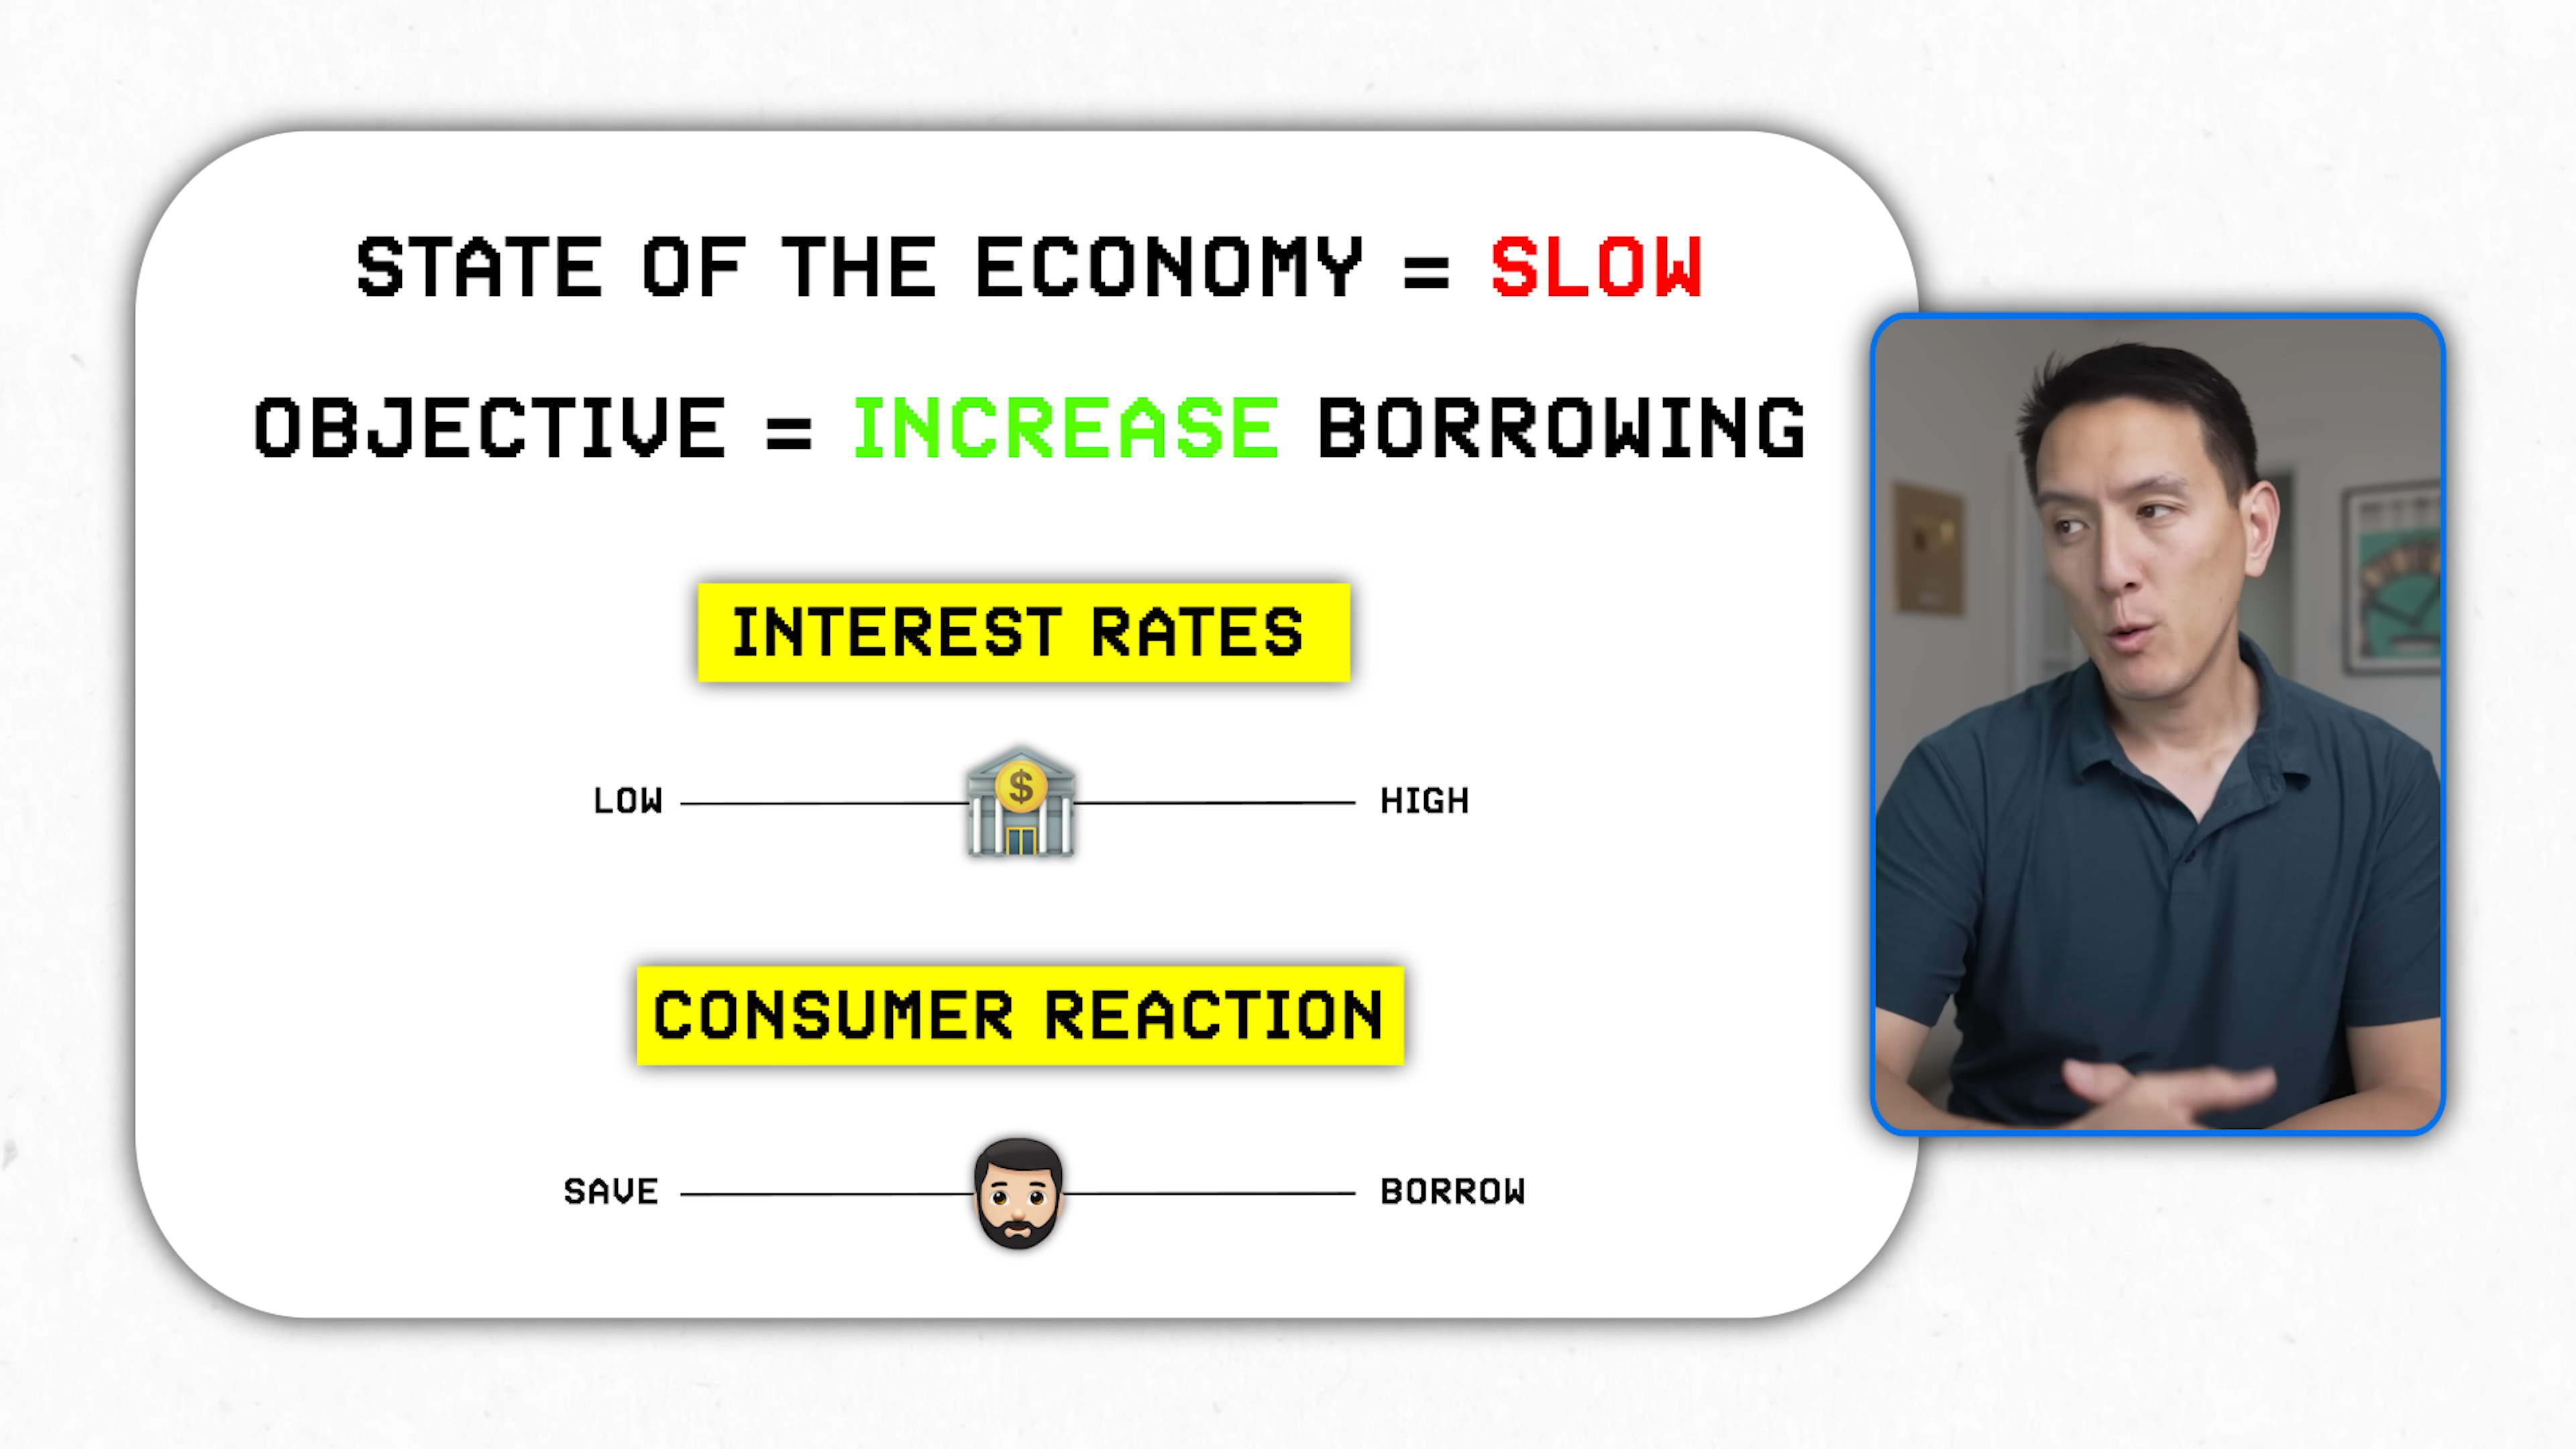 STATE OF THE ECONOMY = SLOW
OBJECTIVE = INCREASE BORROWING
INTEREST RATES
LOW $ HIGH
CONSUMER REACTION
SAVE BORROW